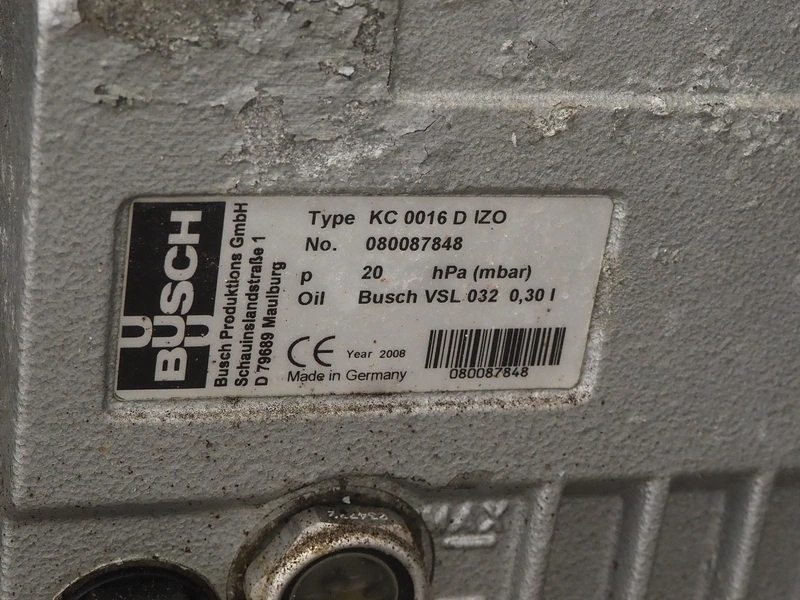 BUSCH
Busch Produktions GmbH
Schauinslandstraße 1
D 79689 Maulburg
Type KC 0016 D IZO
No. 080087848
p 20 hPa (mbar)
Oil Busch VSL 032 0,30 l
CE Year 2008
Made in Germany
080087848
MAX